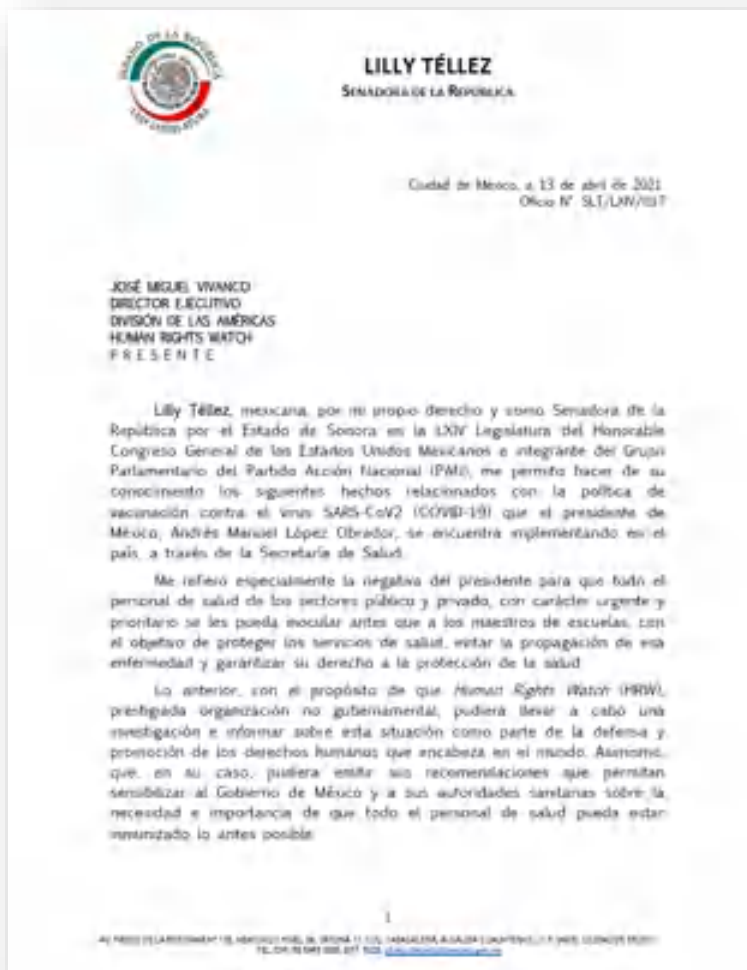 SENADO DE LA REPÚBLICA
LXIV LEGISLATURA
LILLY TÉLLEZ
SENADORA DE LA REPÚBLICA
Ciudad de México, a 13 de abril de 2021
Oficio N°
JOSÉ MIGUEL VIVANCO
DIRECTOR EJECUTIVO
DIVISIÓN DE LAS AMÉRICAS
HUMAN RIGHTS WATCH
P R E S E N T E
Lilly Téllez, mexicana, por mi propio derecho y como Senadora de la
República por el Estado de Sonora en la LXIV Legislatura del Honorable
Congreso General de los Estados Unidos Mexicanos e integrante del Grupo
Parlamentario del Partido Acción Nacional (PAN), me permito hacer de su
conocimiento los siguientes hechos relacionados con la política de
vacunación contra el virus SARS-CoV2 (COVID-19) que el presidente de
México, Andrés Manuel López Obrador, se encuentra implementando en el
país, a través de la Secretaría de Salud.
Me refiero especialmente la negativa del presidente para que todo el
personal de salud de los sectores público y privado, con carácter urgente y
prioritario se les pueda inocular antes que a los maestros de escuelas, con
el objetivo de proteger los servicios de salud, evitar la propagación de esa
enfermedad y garantizar su derecho a la protección de la salud.
Lo anterior, con el propósito de que Human Rights Watch (HRW),
prestigiada organización no gubernamental, pudiera llevar a cabo una
investigación e informar sobre esta situación como parte de la defensa y
promoción de los derechos humanos que encabeza en el mundo. Asimismo,
que, en su caso, pudiera emitir sus recomendaciones que permitan
sensibilizar al Gobierno de México y a sus autoridades sanitarias sobre la
necesidad e importancia de que todo el personal de salud pueda estar
inmunizado lo antes posible.
1